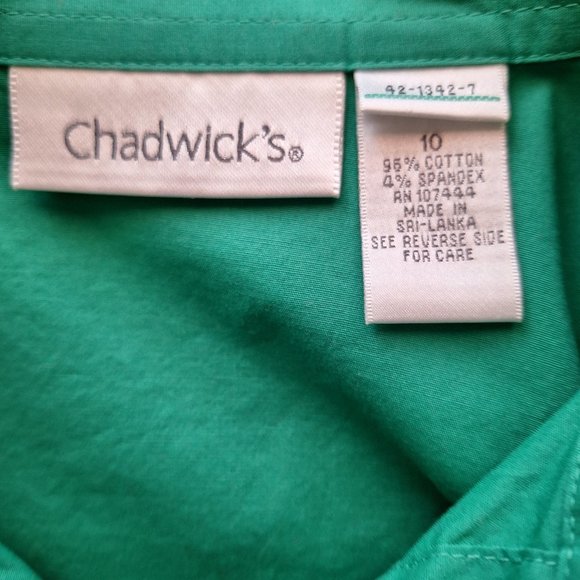 Chadwick's®
42-1342-7
10
96% COTTON
4% SPANDEX
RN 107444
MADE IN
SRI-LANKA
SEE REVERSE SIDE
FOR CARE